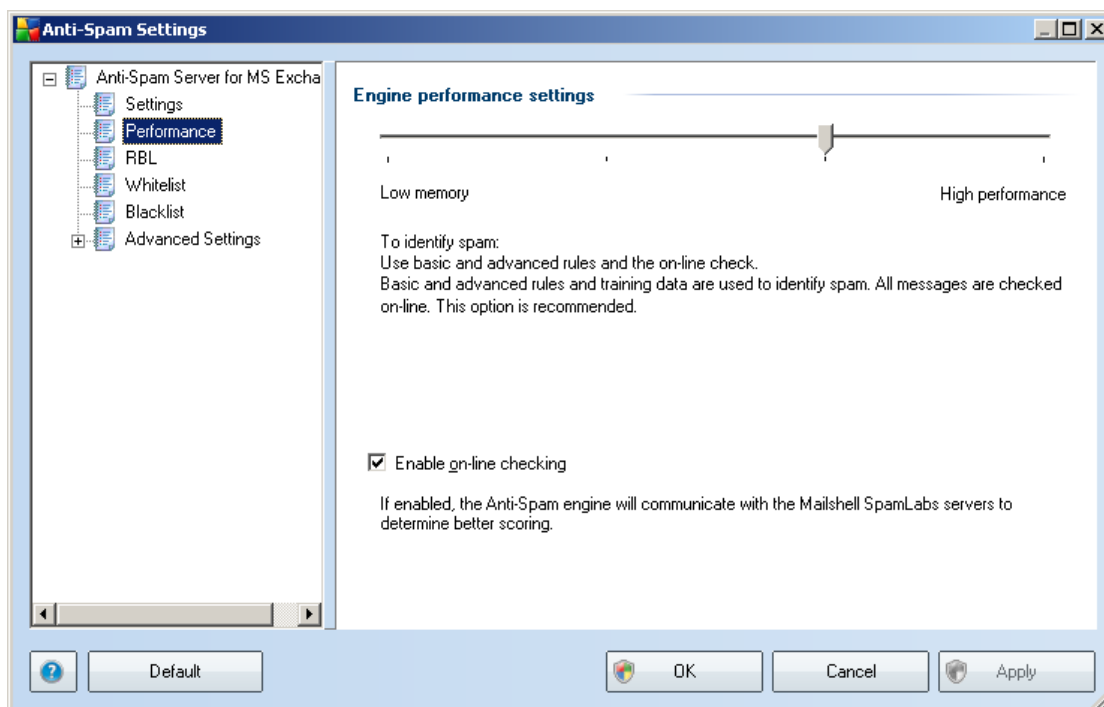 Anti-Spam Settings
Anti-Spam Server for MS Excha
Settings
Performance
RBL
Whitelist
Blacklist
Advanced Settings
Engine performance settings
Low memory
High performance
To identify spam:
Use basic and advanced rules and the on-line check.
Basic and advanced rules and training data are used to identify spam. All messages are checked
on-line. This option is recommended.
Enable on-line checking
If enabled, the Anti-Spam engine will communicate with the Mailshell SpamLabs servers to
determine better scoring.
Default
OK
Cancel
Apply